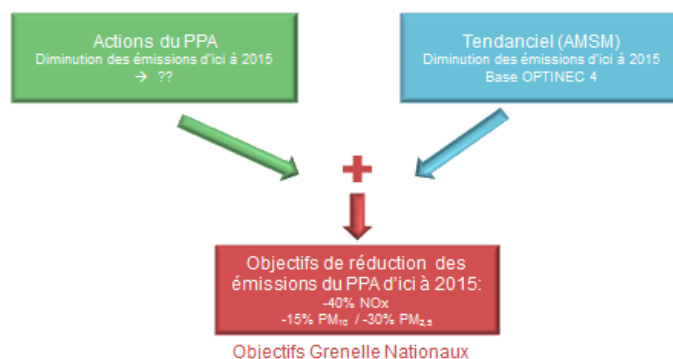 Actions du PPA
Diminution des émissions d'ici à 2015
→ ??
Tendanciel (AMSM)
Diminution des émissions d'ici à 2015
Base OPTINEC 4
+
Objectifs de réduction des
émissions du PPA d'ici à 2015:
-40% NOx
-15% PM₁₀ / -30% PM₂,₅
Objectifs Grenelle Nationaux